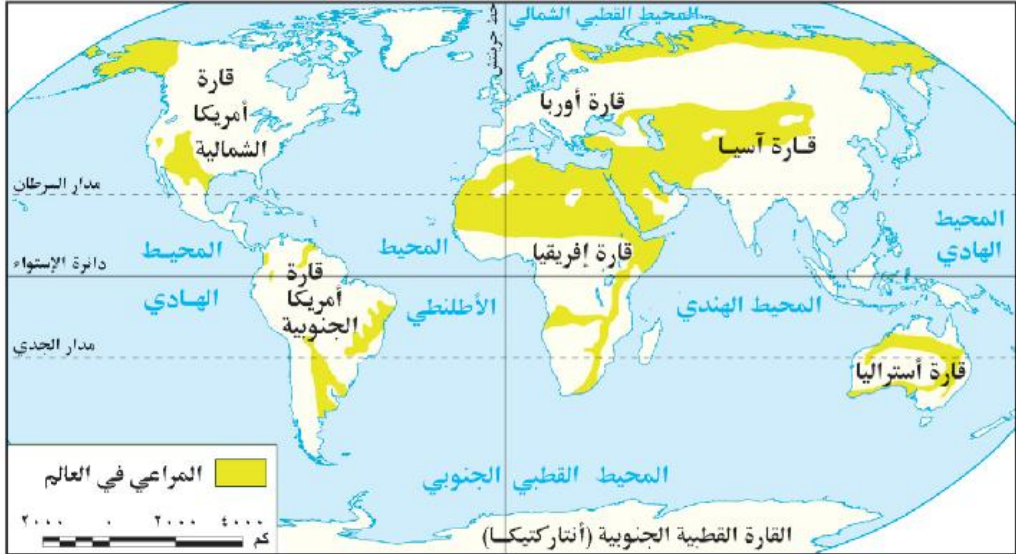 المحيط القطبي الشمالي
خط جرينتش
قارة
أمريكا
الشمالية
قارة أوربا
قارة آسيا
مدار السرطان
المحيط
الهادي
المحيط
المحيط
قارة إفريقيا
دائرة الإستواء
قارة
أمريكا
الجنوبية
الهادي
الأطلنطي
المحيط الهندي
مدار الجدي
قارة أستراليا
المراعي في العالم
المحيط القطبي الجنوبي
٢٠٠٠ ٠ ٢٠٠٠ ٤٠٠٠
كم
القارة القطبية الجنوبية (أنتاركتيكا)